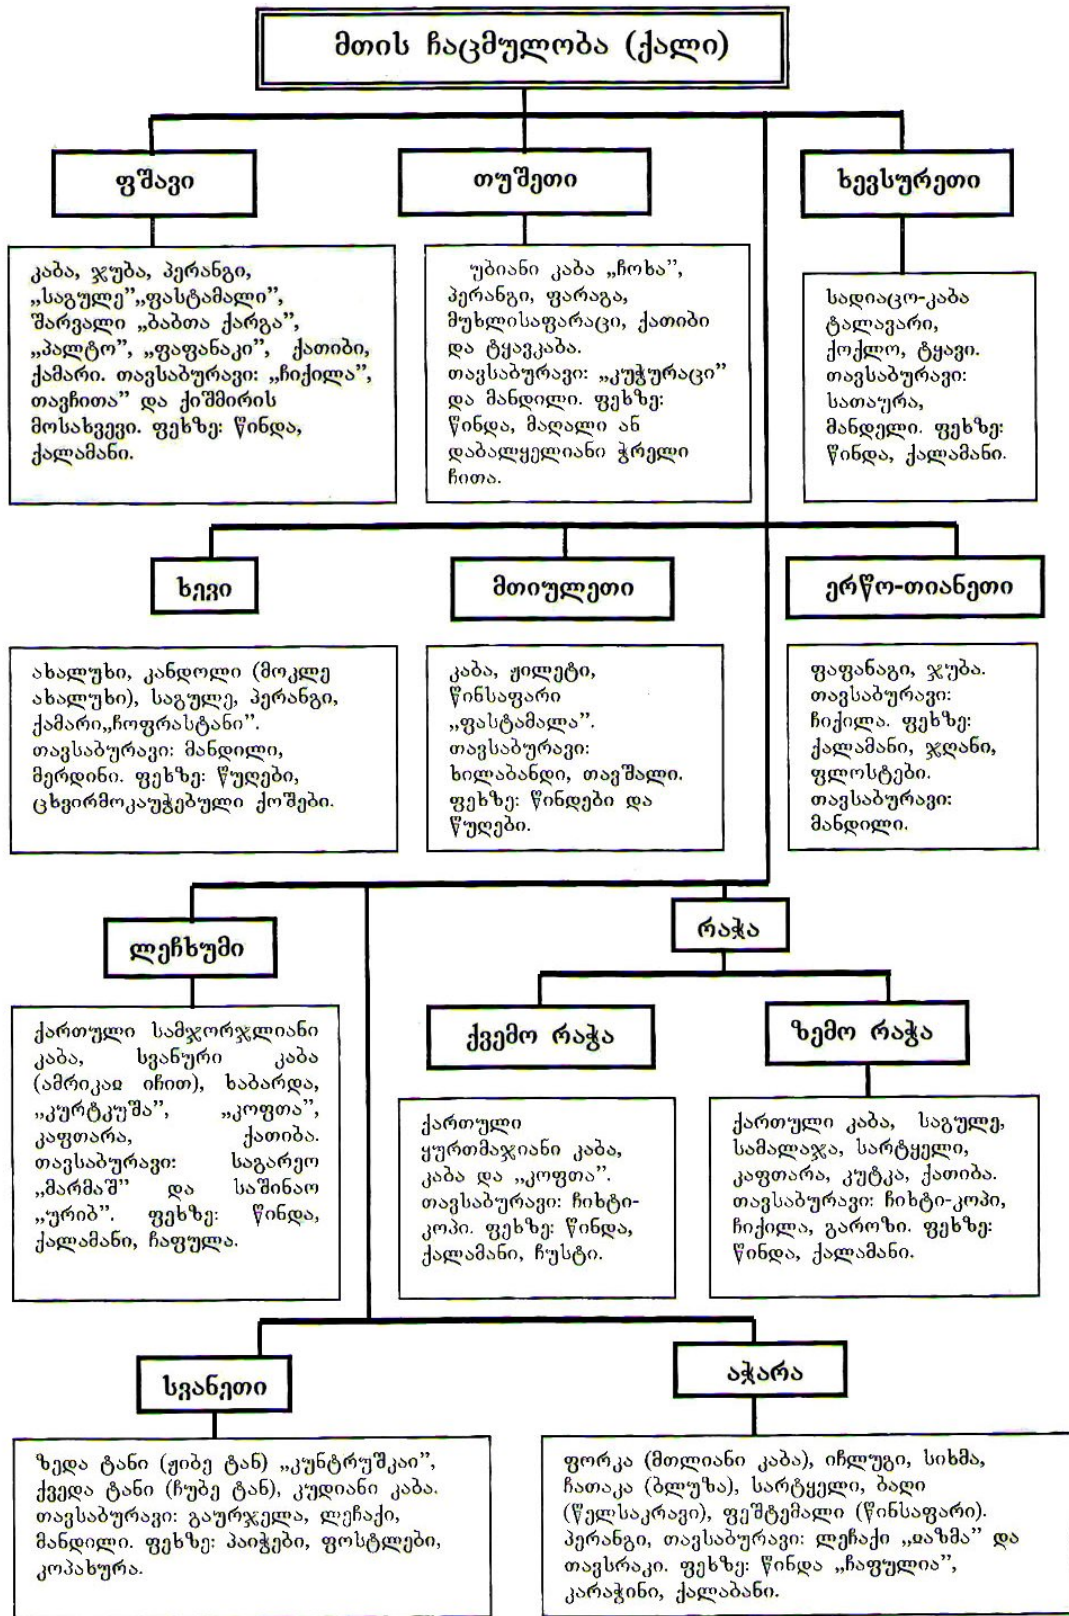 მთის ჩაცმულობა (ქალი)
ფშავი
თუშეთი
ხევსურეთი
კაბა, ჯუბა, პერანგი,
„საგულე”„ფასტამალი”,
შარვალი „ბაბთა ქარგა”,
„პალტო”, „ფაფანაკი”, ქათიბი,
ქამარი. თავსაბურავი: „ჩიქილა”,
თავჩითა” და ქიშმირის
მოსახვევი. ფეხზე: წინდა,
ქალამანი.
უბიანი კაბა „ჩოხა”,
პერანგი, ფარაგა,
მუხლისაფარაცი, ქათიბი
და ტყავკაბა.
თავსაბურავი: „კუჭურაცი”
და მანდილი. ფეხზე:
წინდა, მაღალი ან
დაბალყელიანი ჭრელი
ჩითა.
სადიაცო-კაბა
ტალავარი,
ქოქლო, ტყავი.
თავსაბურავი:
სათაურა,
მანდელი. ფეხზე:
წინდა, ქალამანი.
ხევი
მთიულეთი
ერწო-თიანეთი
ახალუხი, კანდოლი (მოკლე
ახალუხი), საგულე, პერანგი,
ქამარი„ჩოფრასტანი”.
თავსაბურავი: მანდილი,
მერდინი. ფეხზე: წუღები,
ცხვირმოკაუჭებული ქოშები.
კაბა, ჟილეტი,
წინსაფარი
„ფასტამალა”.
თავსაბურავი:
ხილაბანდი, თავშალი.
ფეხზე: წინდები და
წუღები.
ფაფანაგი, ჯუბა.
თავსაბურავი:
ჩიქილა. ფეხზე:
ქალამანი, ჯღანი,
ფლოსტები.
თავსაბურავი:
მანდილი.
ლეჩხუმი
რაჭა
ქვემო რაჭა
ზემო რაჭა
ქართული სამჯორჯლიანი
კაბა, სვანური კაბა
(ამრიკაჲ იჩით), ხაბარდა,
„კურტკუშა”, „კოფთა”,
კაფთარა, ქათიბა.
თავსაბურავი: საგარეო
„მარმაშ” და საშინაო
„ურიბ”. ფეხზე: წინდა,
ქალამანი, ჩაფულა.
ქართული
ყურთმაჯიანი კაბა,
კაბა და „კოფთა”.
თავსაბურავი: ჩიხტი-
კოპი. ფეხზე: წინდა,
ქალამანი, ჩუსტი.
ქართული კაბა, საგულე,
სამალაჯა, სარტყელი,
კაფთარა, კუტკა, ქათიბა.
თავსაბურავი: ჩიხტი-კოპი,
ჩიქილა, გაროზი. ფეხზე:
წინდა, ქალამანი.
სვანეთი
აჭარა
ზედა ტანი (ჟიბე ტან) „კუნტრუშკაი”,
ქვედა ტანი (ჩუბე ტან), კუდიანი კაბა.
თავსაბურავი: გაურჯელა, ლეჩაქი,
მანდილი. ფეხზე: პაიჭები, ფოსტლები,
კოპახურა.
ფორკა (მთლიანი კაბა), იჩლუგი, სიხმა,
ჩათაკა (ბლუზა), სარტყელი, ბაღი
(წელსაკრავი), ფეშტემალი (წინსაფარი).
პერანგი, თავსაბურავი: ლეჩაქი „ჲაზმა” და
თავსრაკი. ფეხზე: წინდა „ჩაფულია”,
კარაჭინი, ქალაბანი.